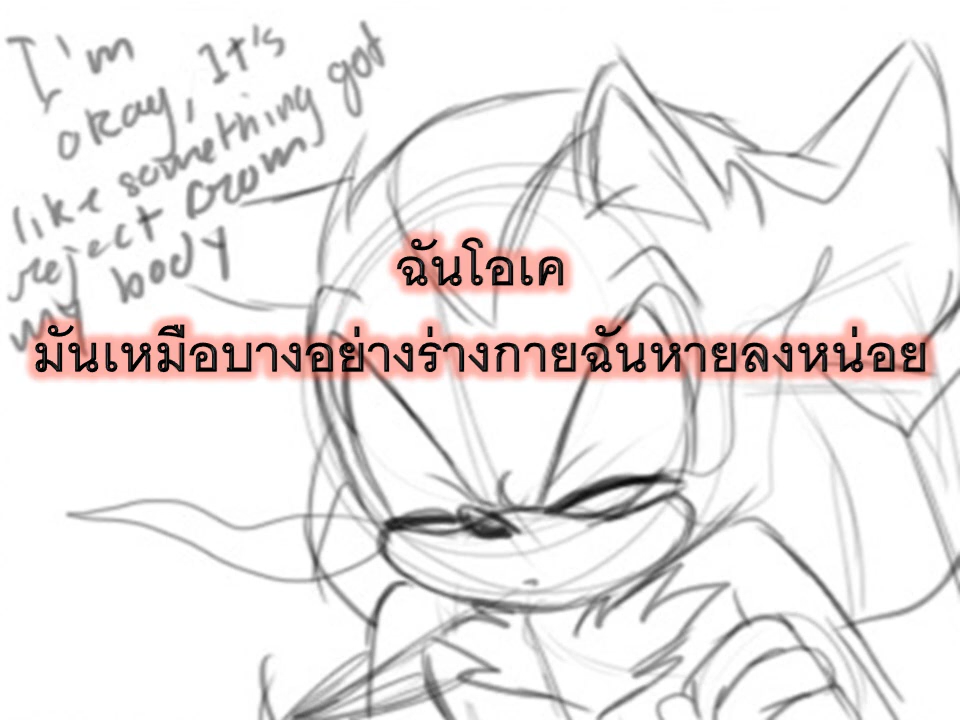 I'm
okay, It's
like something got
reject from
my body
ฉันโอเค
มันเหมือบางอย่างร่างกายฉันหายลงหน่อย